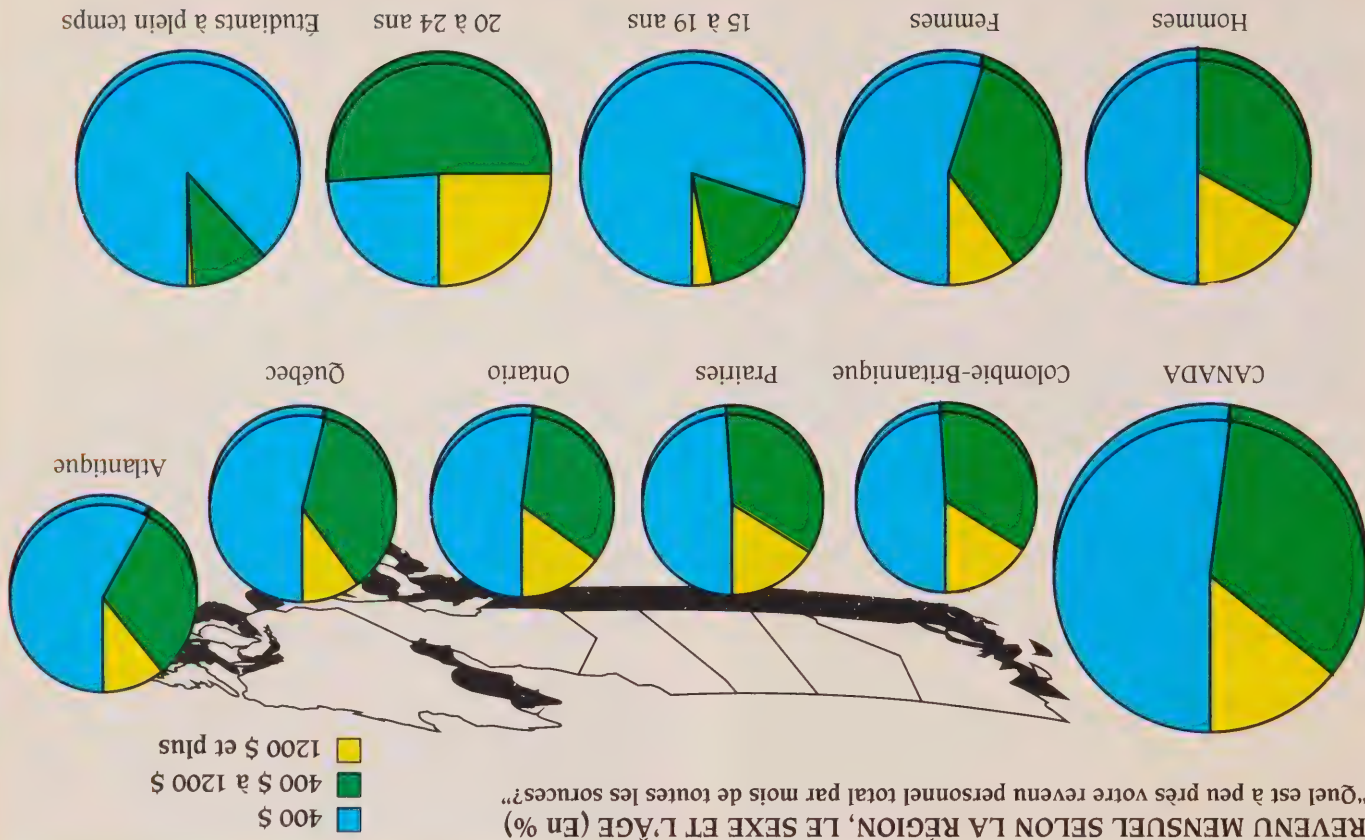 REVENU MENSUEL SELON LA RÉGION, LE SEXE ET L'ÂGE (En %)
"Quel est à peu près votre revenu personnel total par mois de toutes les soruces?"
400 $
400 $ à 1200 $
1200 $ et plus
CANADA
Colombie-Britannique
Prairies
Ontario
Québec
Atlantique
Hommes
Femmes
15 à 19 ans
20 à 24 ans
Étudiants à plein temps